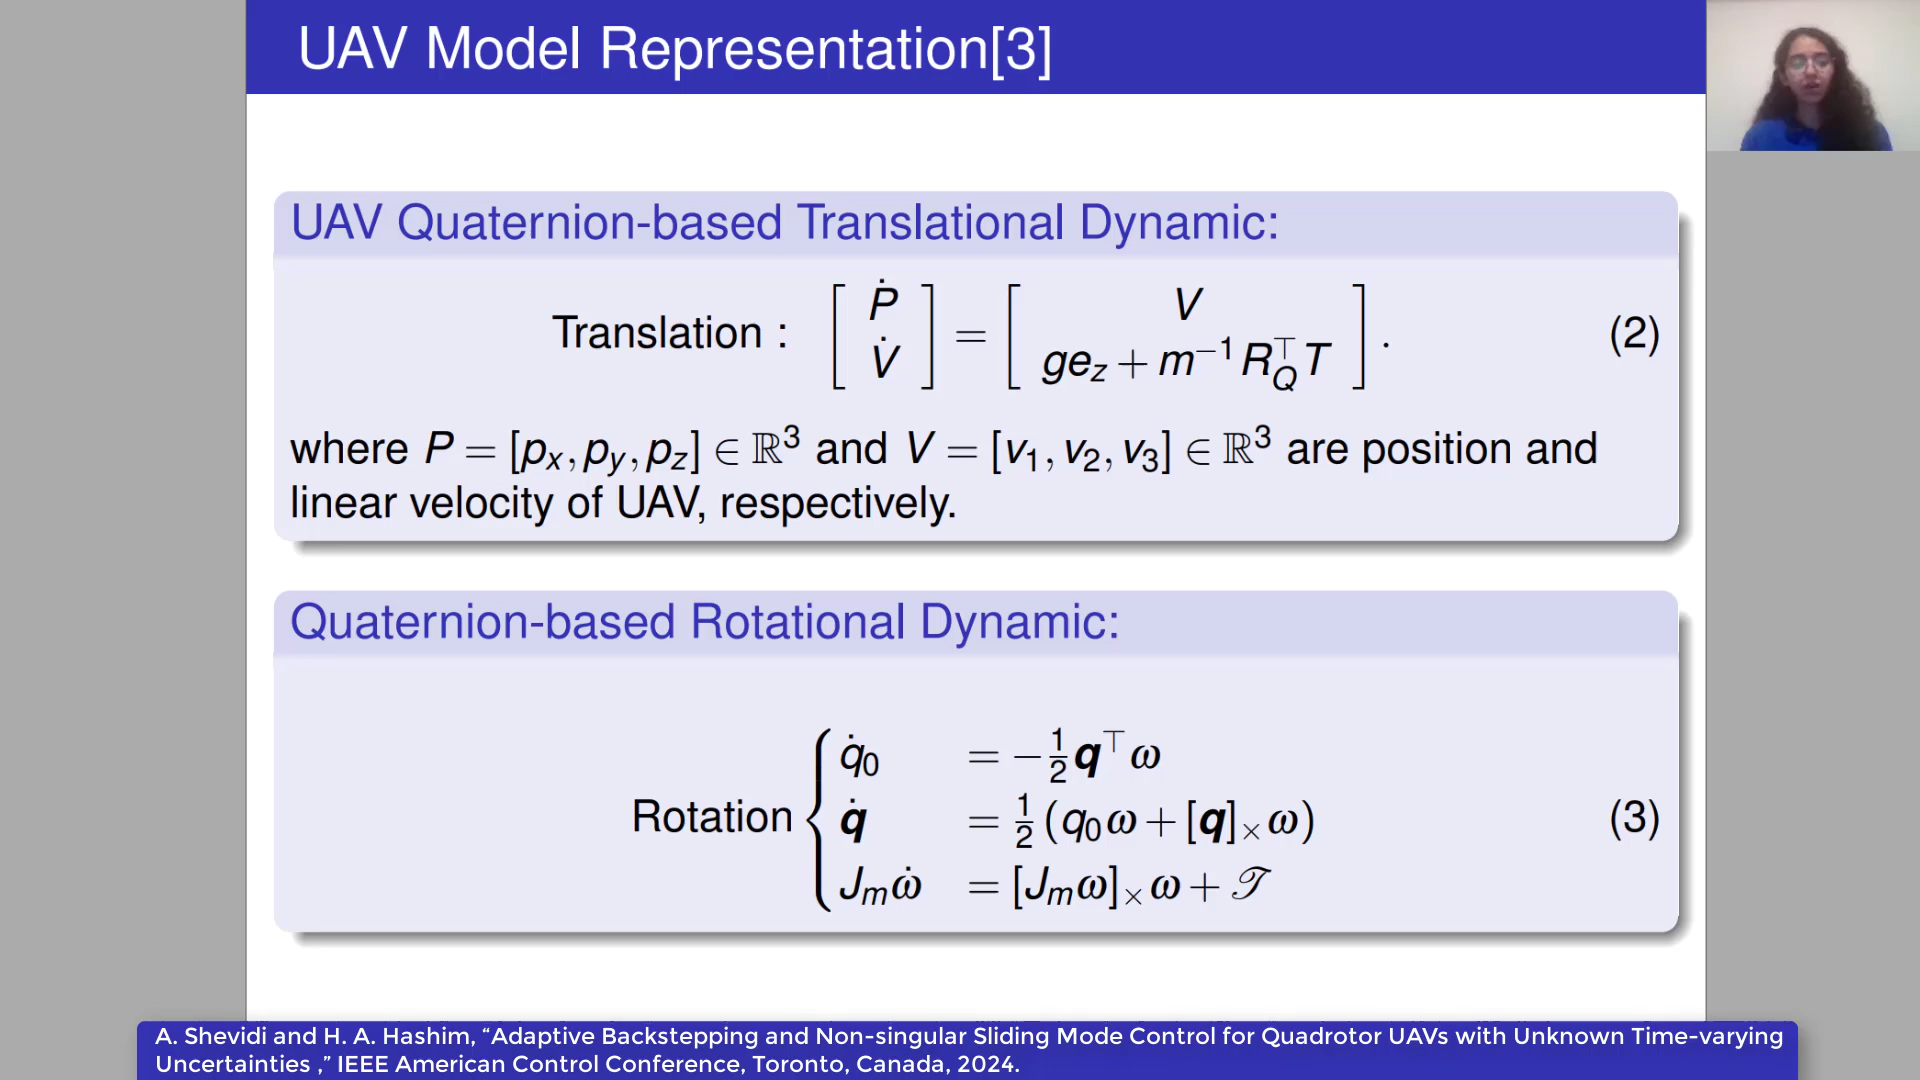 UAV Model Representation[3]
UAV Quaternion-based Translational Dynamic:
Translation : [ Ṗ ; V̇ ] = [ V ; ge_z + m⁻¹R_Q^⊤T ] . (2)
where P = [p_x, p_y, p_z] ∈ ℝ³ and V = [v₁, v₂, v₃] ∈ ℝ³ are position and
linear velocity of UAV, respectively.
Quaternion-based Rotational Dynamic:
q̇₀ = −½ q^⊤ω
Rotation { q̇ = ½ (q₀ω + [q]_×ω) (3)
J_m ω̇ = [J_m ω]_× ω + 𝒯
A. Shevidi and H. A. Hashim, “Adaptive Backstepping and Non-singular Sliding Mode Control for Quadrotor UAVs with Unknown Time-varying
Uncertainties ,” IEEE American Control Conference, Toronto, Canada, 2024.